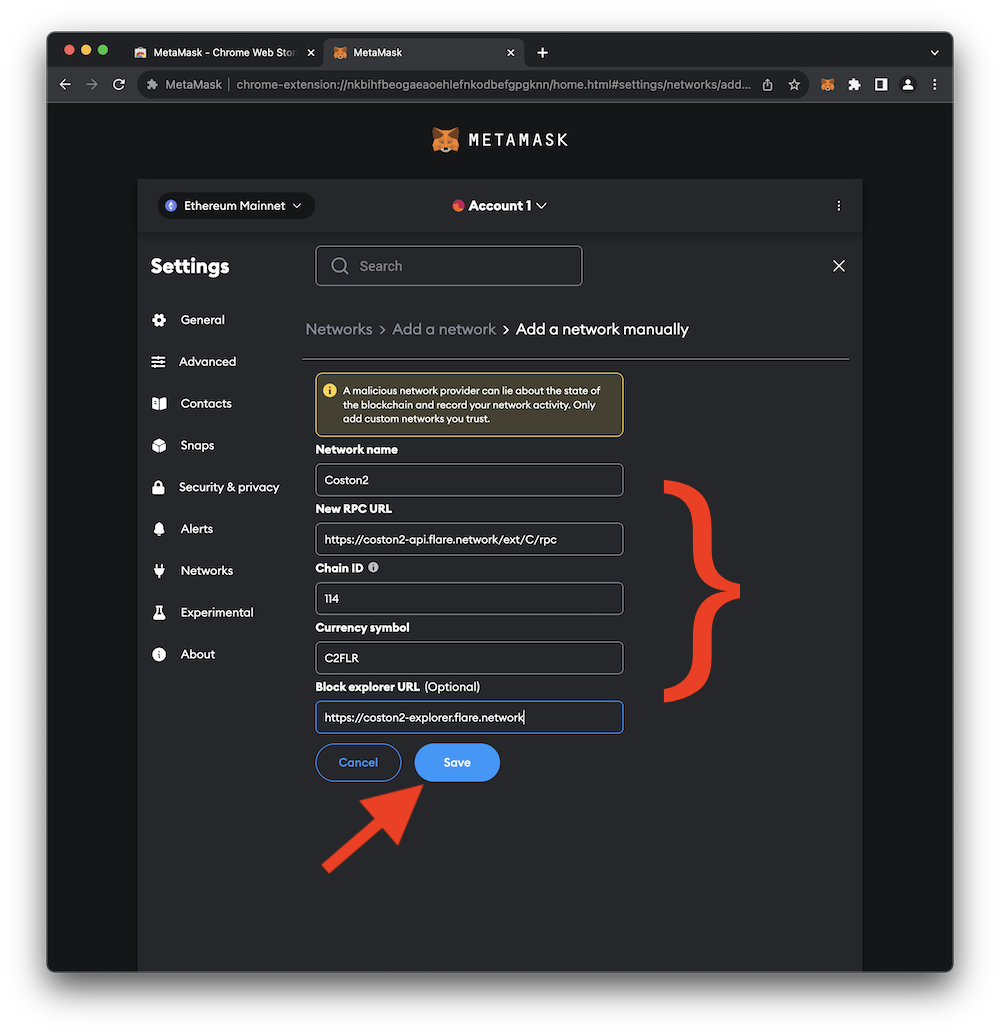 MetaMask - Chrome Web Stor
MetaMask
MetaMask | chrome-extension://nkbihfbeogaeaoehlefnkodbefgpgknn/home.html#settings/networks/add...
METAMASK
Ethereum Mainnet
Account 1
Settings
Search
General
Advanced
Contacts
Snaps
Security & privacy
Alerts
Networks
Experimental
About
Networks > Add a network > Add a network manually
A malicious network provider can lie about the state of
the blockchain and record your network activity. Only
add custom networks you trust.
Network name
Coston2
New RPC URL
https://coston2-api.flare.network/ext/C/rpc
Chain ID
114
Currency symbol
C2FLR
Block explorer URL (Optional)
https://coston2-explorer.flare.network
Cancel
Save